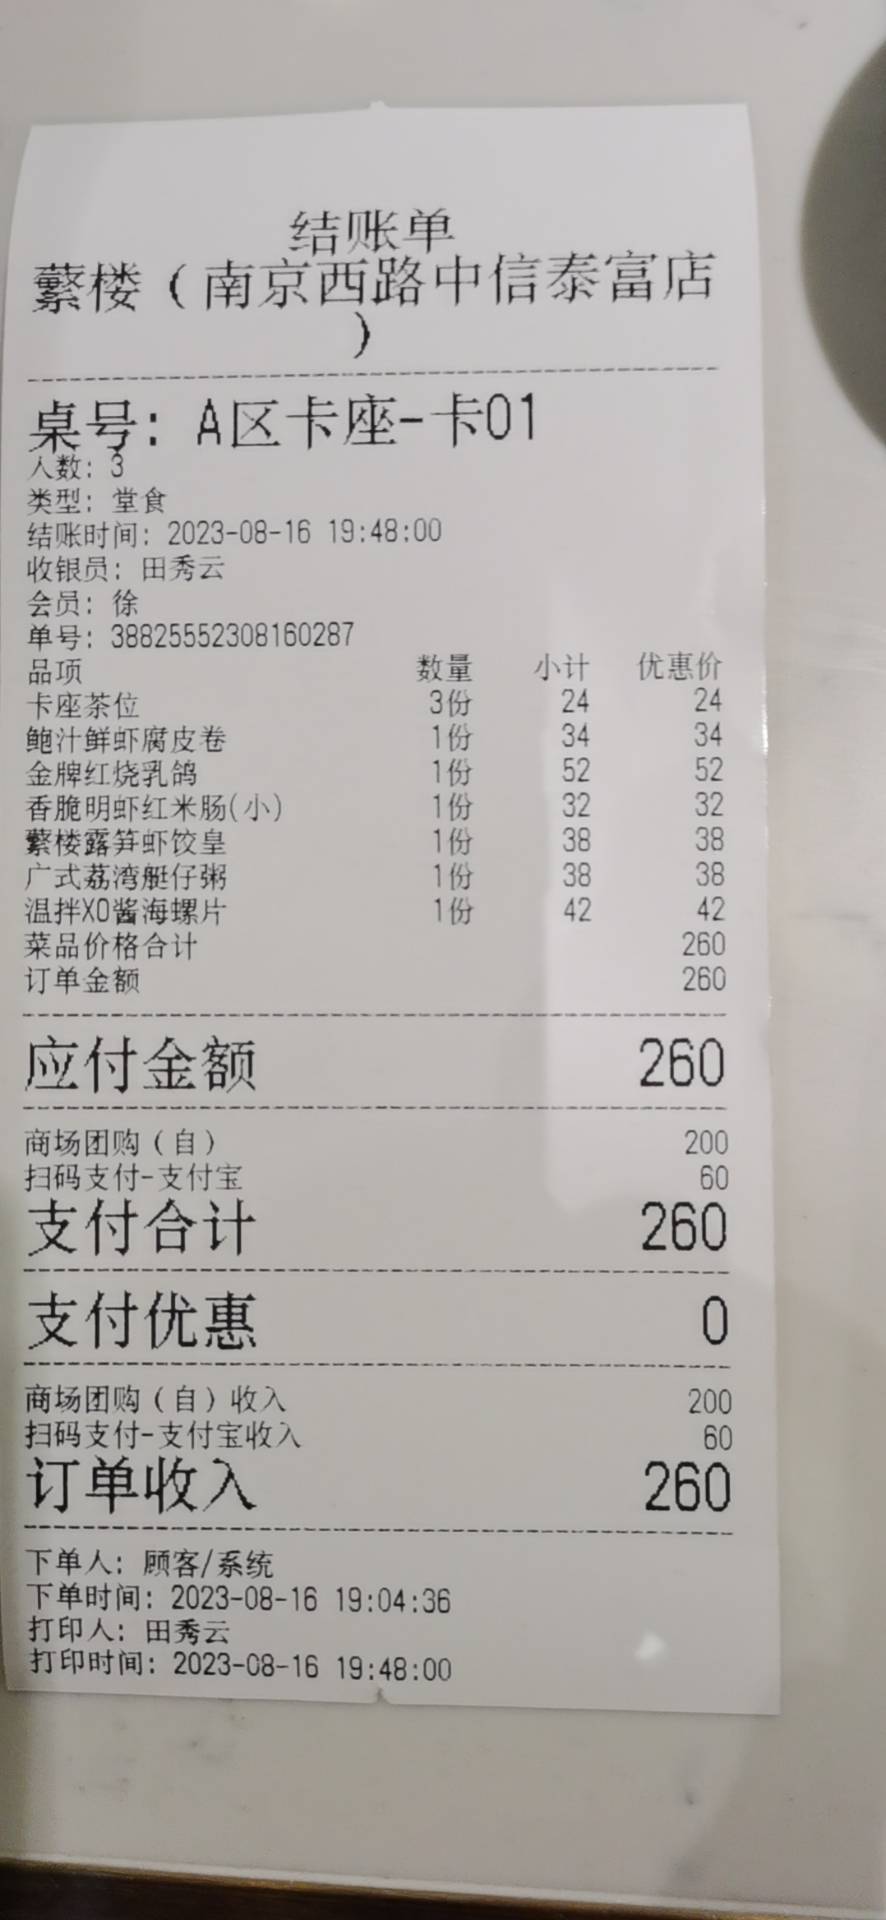 结账单
蘩楼（南京西路中信泰富店
）
桌号: A区卡座-卡01
人数: 3
类型: 堂食
结账时间: 2023-08-16 19:48:00
收银员: 田秀云
会员: 徐
单号: 38825552308160287
品项 数量 小计 优惠价
卡座茶位 3份 24 24
鲍汁鲜虾腐皮卷 1份 34 34
金牌红烧乳鸽 1份 52 52
香脆明虾红米肠(小) 1份 32 32
蘩楼露笋虾饺皇 1份 38 38
广式荔湾艇仔粥 1份 38 38
温拌XO酱海螺片 1份 42 42
菜品价格合计 260
订单金额 260
应付金额 260
商场团购（自） 200
扫码支付-支付宝 60
支付合计 260
支付优惠 0
商场团购（自）收入 200
扫码支付-支付宝收入 60
订单收入 260
下单人: 顾客/系统
下单时间: 2023-08-16 19:04:36
打印人: 田秀云
打印时间: 2023-08-16 19:48:00